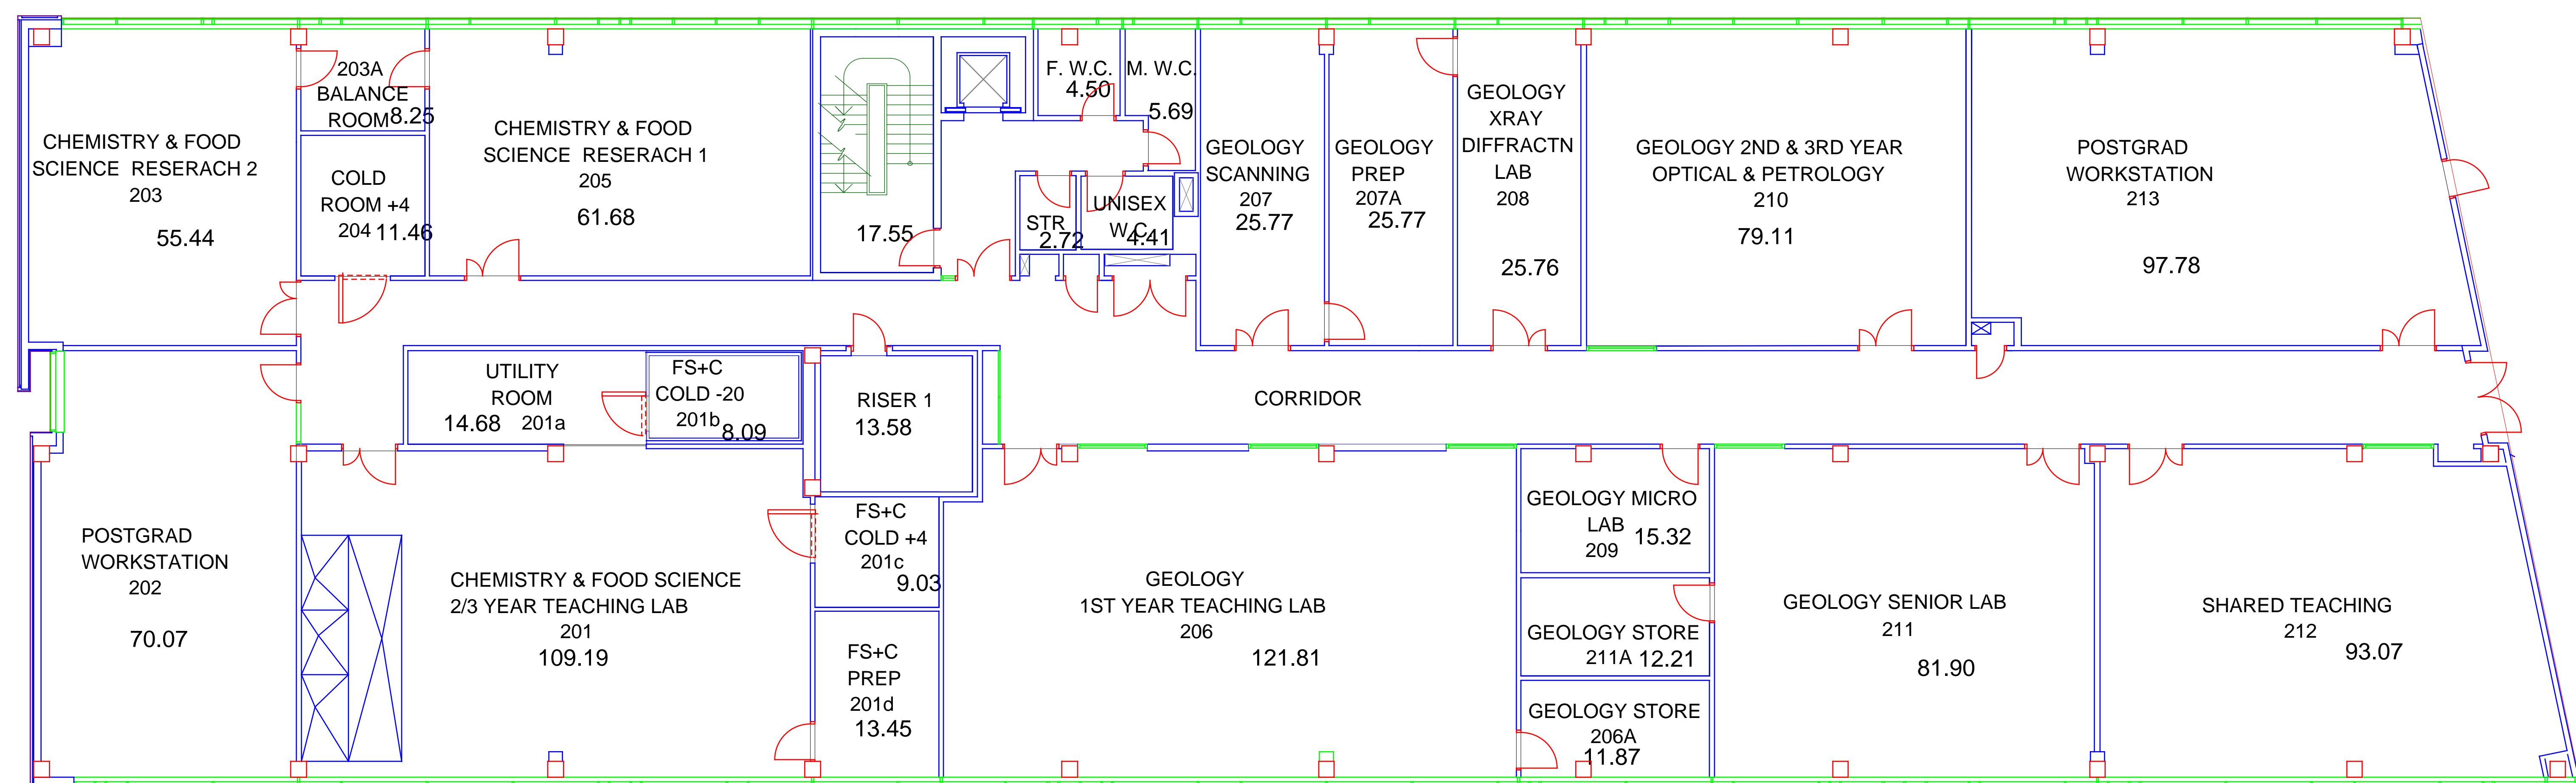 CHEMISTRY & FOOD
SCIENCE RESERACH 2
203
55.44
203A
BALANCE
ROOM 8.25
COLD
ROOM +4
204 11.46
CHEMISTRY & FOOD
SCIENCE RESERACH 1
205
61.68
17.55
F. W.C.
4.50
M. W.C.
5.69
STR
2.72
UNISEX
W.C.
4.41
GEOLOGY
SCANNING
207
25.77
GEOLOGY
PREP
207A
25.77
GEOLOGY
XRAY
DIFFRACTN
LAB
208
25.76
GEOLOGY 2ND & 3RD YEAR
OPTICAL & PETROLOGY
210
79.11
POSTGRAD
WORKSTATION
213
97.78
UTILITY
ROOM
14.68 201a
FS+C
COLD -20
201b
8.09
RISER 1
13.58
CORRIDOR
POSTGRAD
WORKSTATION
202
70.07
CHEMISTRY & FOOD SCIENCE
2/3 YEAR TEACHING LAB
201
109.19
FS+C
COLD +4
201c
9.03
FS+C
PREP
201d
13.45
GEOLOGY
1ST YEAR TEACHING LAB
206
121.81
GEOLOGY MICRO
LAB 15.32
209
GEOLOGY STORE
211A 12.21
GEOLOGY STORE
206A
11.87
GEOLOGY SENIOR LAB
211
81.90
SHARED TEACHING
212
93.07